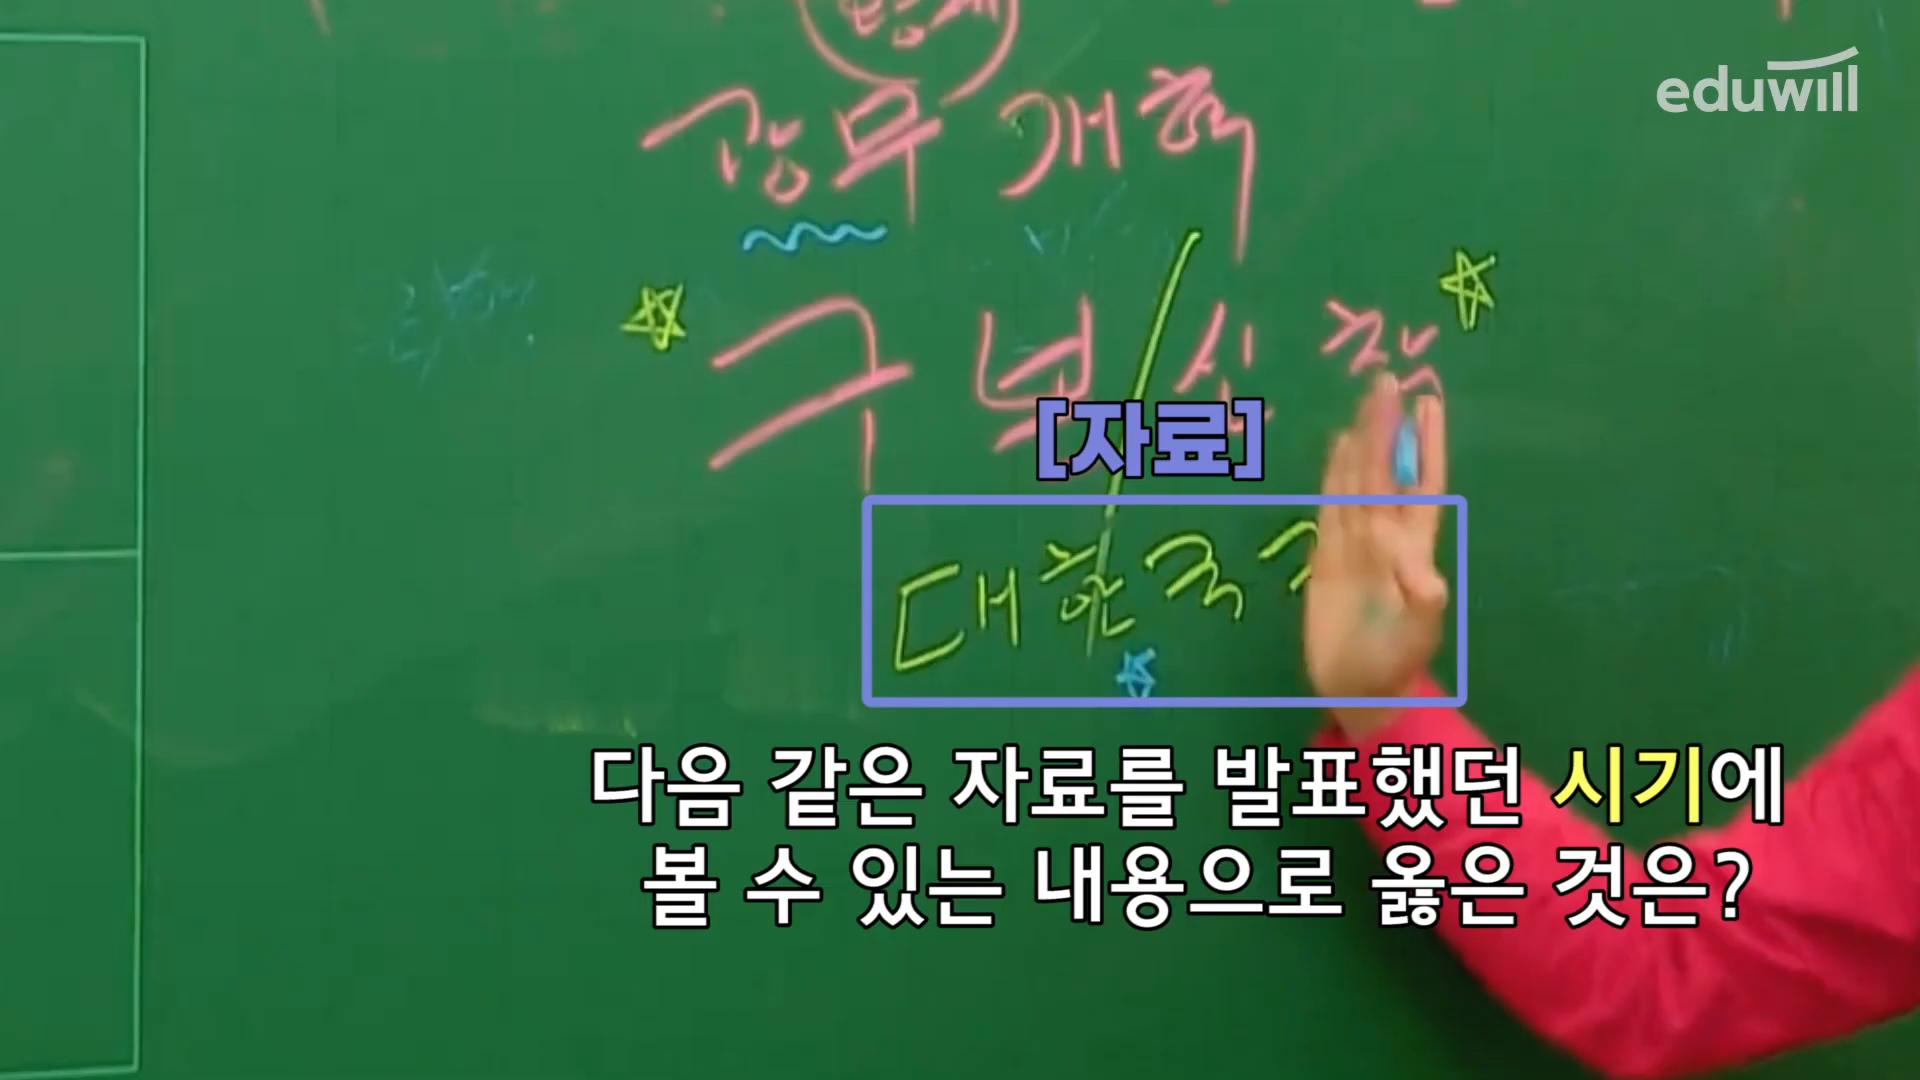 eduwill
광무개혁
구본신참
[자료]
대한국국
다음 같은 자료를 발표했던 시기에
볼 수 있는 내용으로 옳은 것은?